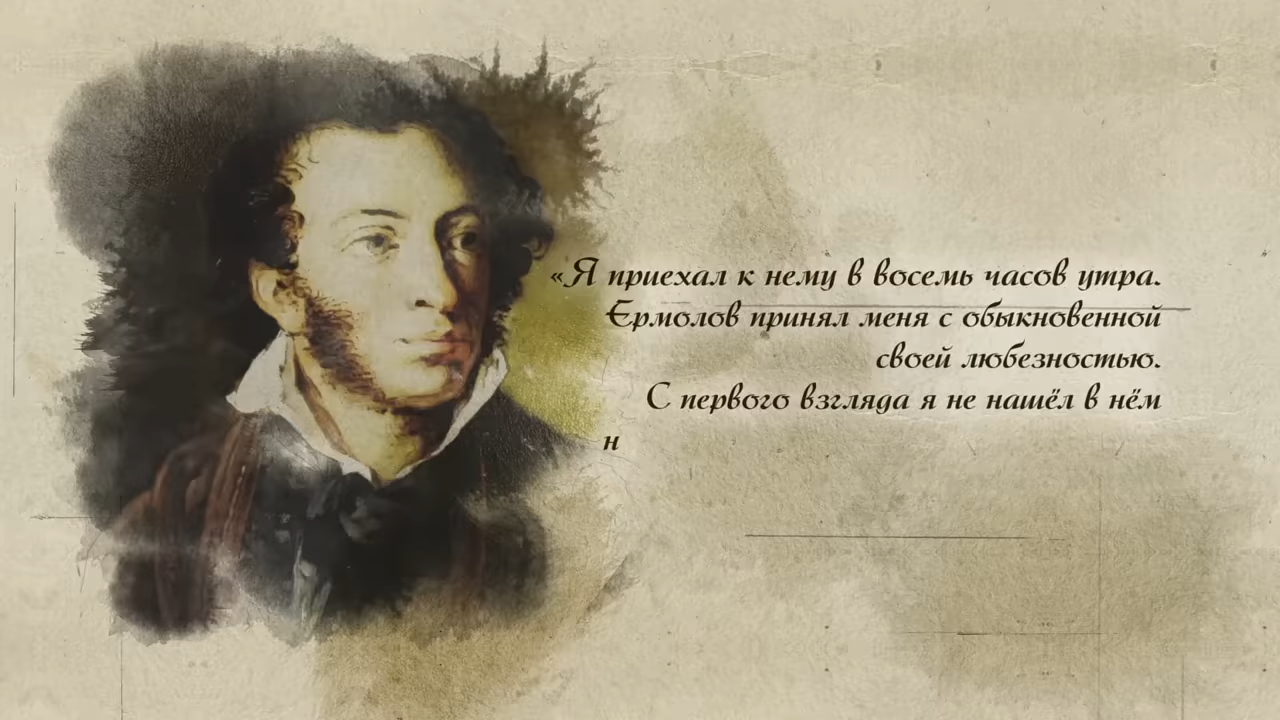 «Я приехал к нему в восемь часов утра.
Ермолов принял меня с обыкновенной
своей любезностью.
С первого взгляда я не нашёл в нём
н